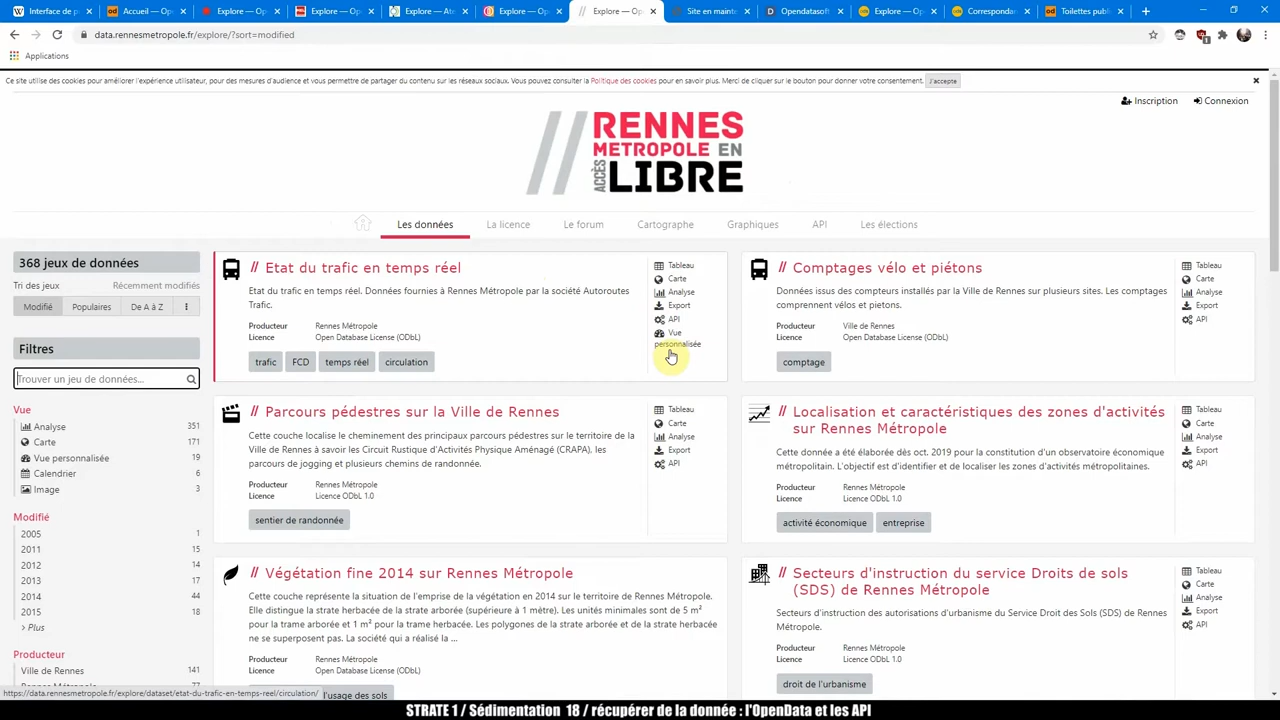 Interface de p
Accueil — Op
Explore — Op
Explore — Op
Explore — Ate
Explore — Op
Explore — Op
Site en mainte
Opendatasoft
Explore — Op
Correspondan
Toilettes publi
data.rennesmetropole.fr/explore/?sort=modified
Applications
Ce site utilise des cookies pour améliorer l'expérience utilisateur, pour des mesures d'audience et vous permettre de partager du contenu sur les réseaux sociaux. Vous pouvez consulter la Politique des cookies pour en savoir plus. Merci de cliquer sur le bouton pour donner votre consentement. J'accepte
Inscription
Connexion
RENNES
METROPOLE EN
ACCÈS LIBRE
Les données
La licence
Le forum
Cartographe
Graphiques
API
Les élections
368 jeux de données
Tri des jeux Récemment modifiés
Modifié Populaires De A à Z
Filtres
Trouver un jeu de données...
Vue
Analyse 351
Carte 171
Vue personnalisée 19
Calendrier 6
Image 3
Modifié
2005 1
2011 15
2012 14
2013 17
2014 44
2015 18
> Plus
Producteur
Ville de Rennes 141
Rennes Métropole 77
// Etat du trafic en temps réel
Etat du trafic en temps réel. Données fournies à Rennes Métropole par la société Autoroutes
Trafic.
Producteur Rennes Métropole
Licence Open Database License (ODbL)
trafic FCD temps réel circulation
Tableau
Carte
Analyse
Export
API
Vue
personnalisée
// Comptages vélo et piétons
Données issus des compteurs installés par la Ville de Rennes sur plusieurs sites. Les comptages
comprennent vélos et pietons.
Producteur Ville de Rennes
Licence Open Database License (ODbL)
comptage
Tableau
Carte
Analyse
Export
API
// Parcours pédestres sur la Ville de Rennes
Cette couche localise le cheminement des principaux parcours pédestres sur le territoire de la
Ville de Rennes à savoir les Circuit Rustique d'Activités Physique Aménagé (CRAPA). les
parcours de jogging et plusieurs chemins de randonnée.
Producteur Rennes Métropole
Licence Licence ODbL 1.0
sentier de randonnée
Tableau
Carte
Analyse
Export
API
// Localisation et caractéristiques des zones d'activités
sur Rennes Métropole
Cette donnée a été élaborée dès oct. 2019 pour la constitution d'un observatoire économique
métropolitain. L'objectif est d'identifier et de localiser les zones d'activités métropolitaines.
Producteur Rennes Métropole
Licence Licence ODbL 1.0
activité économique entreprise
Tableau
Carte
Analyse
Export
API
// Végétation fine 2014 sur Rennes Métropole
Cette couche représente la situation de l'emprise de la végétation en 2014 sur le territoire de Rennes Métropole.
Elle distingue la strate herbacée de la strate arborée (supérieure à 1 mètre). Les unités minimales sont de 5 m²
pour la trame arborée et 1 m² pour la trame herbacée. Les polygones de la strate arborée et de la strate herbacée
ne se superposent pas. La société qui a réalisé la ...
Producteur Rennes Métropole
Licence Open Database License (ODbL)
l'usage des sols
// Secteurs d'instruction du service Droits de sols
(SDS) de Rennes Métropole
Secteurs d'instruction des autorisations d'urbanisme du Service Droit des Sols (SDS) de Rennes
Métropole.
Producteur Rennes Métropole
Licence Licence ODbL 1.0
droit de l'urbanisme
Tableau
Carte
Analyse
Export
API
https://data.rennesmetropole.fr/explore/dataset/etat-du-trafic-en-temps-reel/circulation/
STRATE 1 / Sédimentation 18 / récupérer de la donnée : l'OpenData et les API